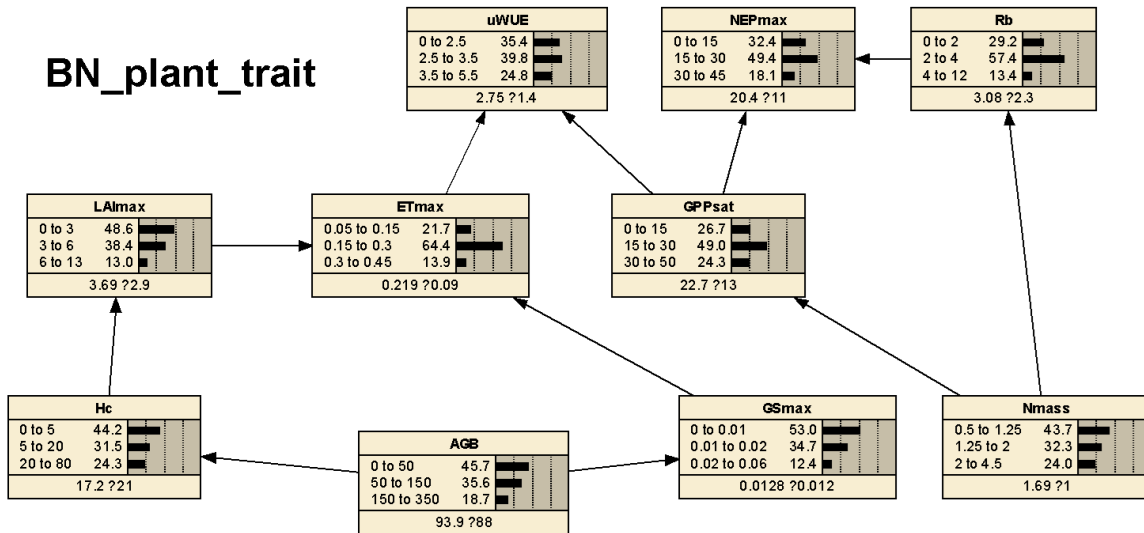 BN_plant_trait
uWUE
0 to 2.5 35.4
2.5 to 3.5 39.8
3.5 to 5.5 24.8
2.75 ?1.4
NEPmax
0 to 15 32.4
15 to 30 49.4
30 to 45 18.1
20.4 ?11
Rb
0 to 2 29.2
2 to 4 57.4
4 to 12 13.4
3.08 ?2.3
LAImax
0 to 3 48.6
3 to 6 38.4
6 to 13 13.0
3.69 ?2.9
ETmax
0.05 to 0.15 21.7
0.15 to 0.3 64.4
0.3 to 0.45 13.9
0.219 ?0.09
GPPsat
0 to 15 26.7
15 to 30 49.0
30 to 50 24.3
22.7 ?13
Hc
0 to 5 44.2
5 to 20 31.5
20 to 80 24.3
17.2 ?21
AGB
0 to 50 45.7
50 to 150 35.6
150 to 350 18.7
93.9 ?88
GSmax
0 to 0.01 53.0
0.01 to 0.02 34.7
0.02 to 0.06 12.4
0.0128 ?0.012
Nmass
0.5 to 1.25 43.7
1.25 to 2 32.3
2 to 4.5 24.0
1.69 ?1